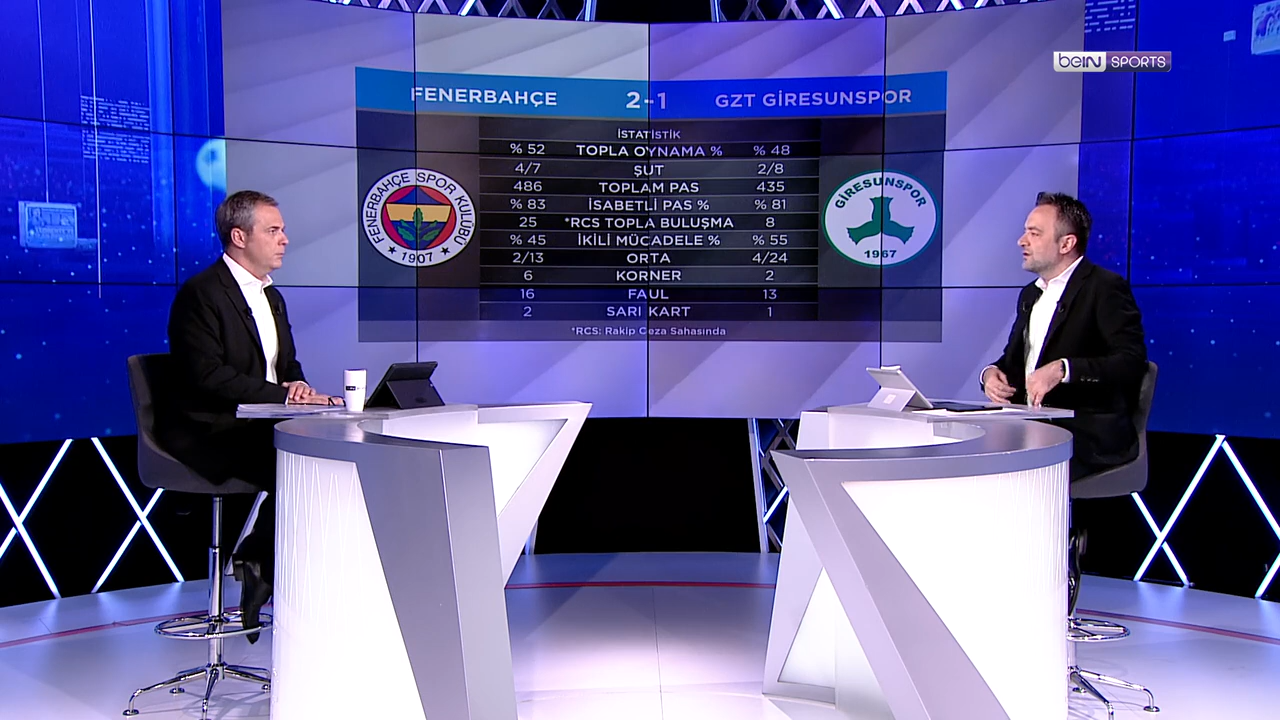 beIN SPORTS
FENERBAHÇE 2-1 GZT GİRESUNSPOR
İSTATİSTİK
% 52 TOPLA OYNAMA % % 48
4/7 ŞUT 2/8
486 TOPLAM PAS 435
% 83 İSABETLİ PAS % % 81
25 *RCS TOPLA BULUŞMA 8
% 45 İKİLİ MÜCADELE % % 55
2/13 ORTA 4/24
6 KORNER 2
16 FAUL 13
2 SARI KART 1
*RCS: Rakip Ceza Sahasında
FENERBAHÇE SPOR KULÜBÜ
1907
GİRESUNSPOR
1967